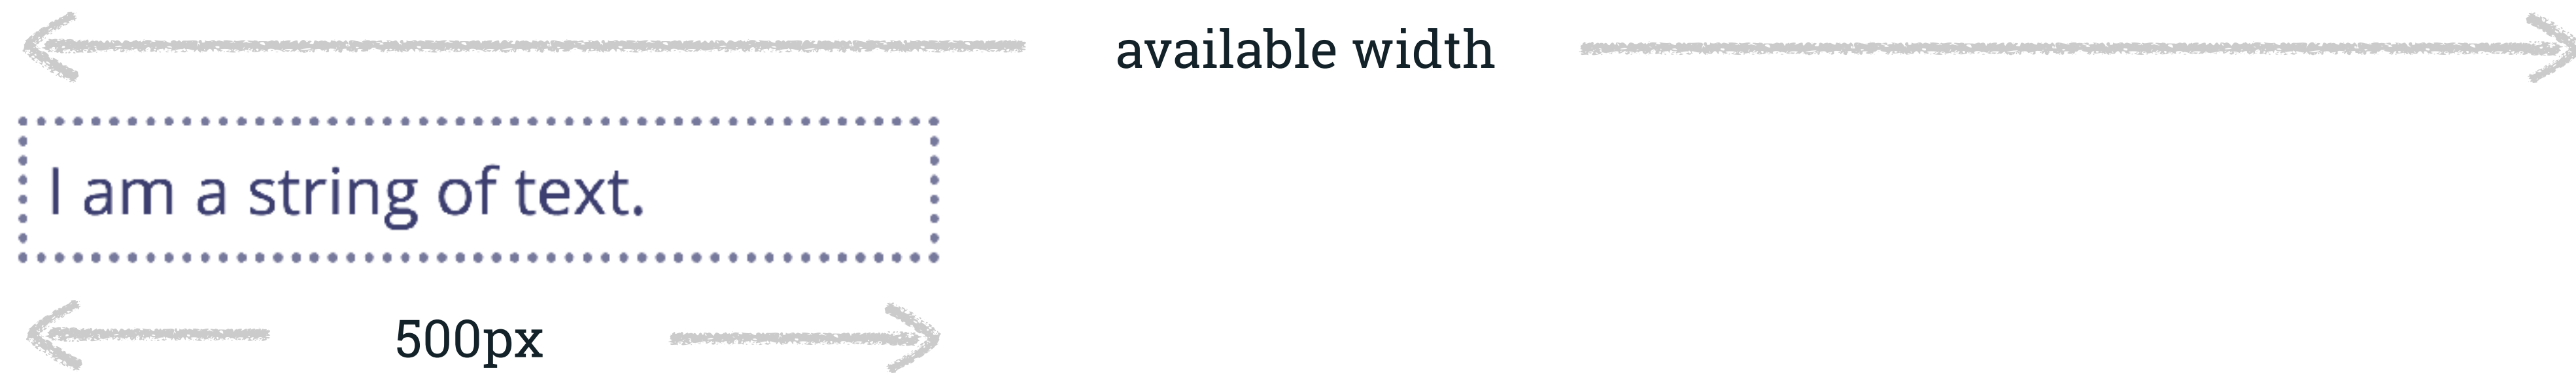 available width
I am a string of text.
500px